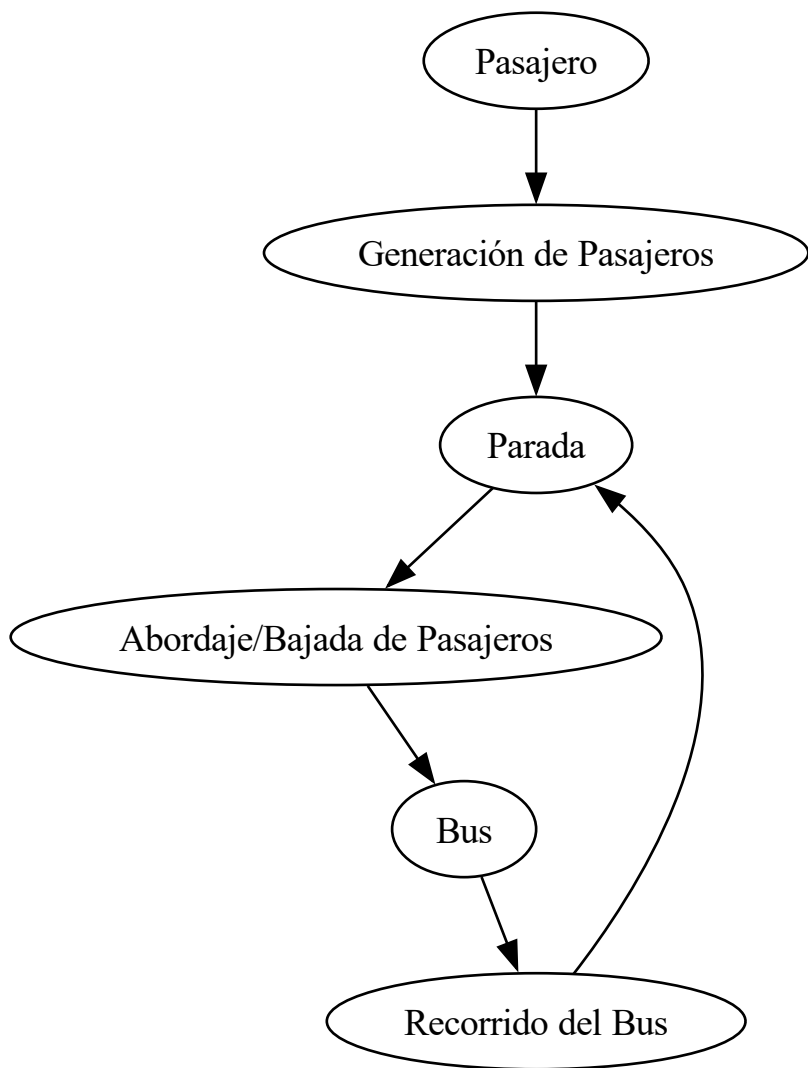 Pasajero
Generación de Pasajeros
Parada
Abordaje/Bajada de Pasajeros
Bus
Recorrido del Bus